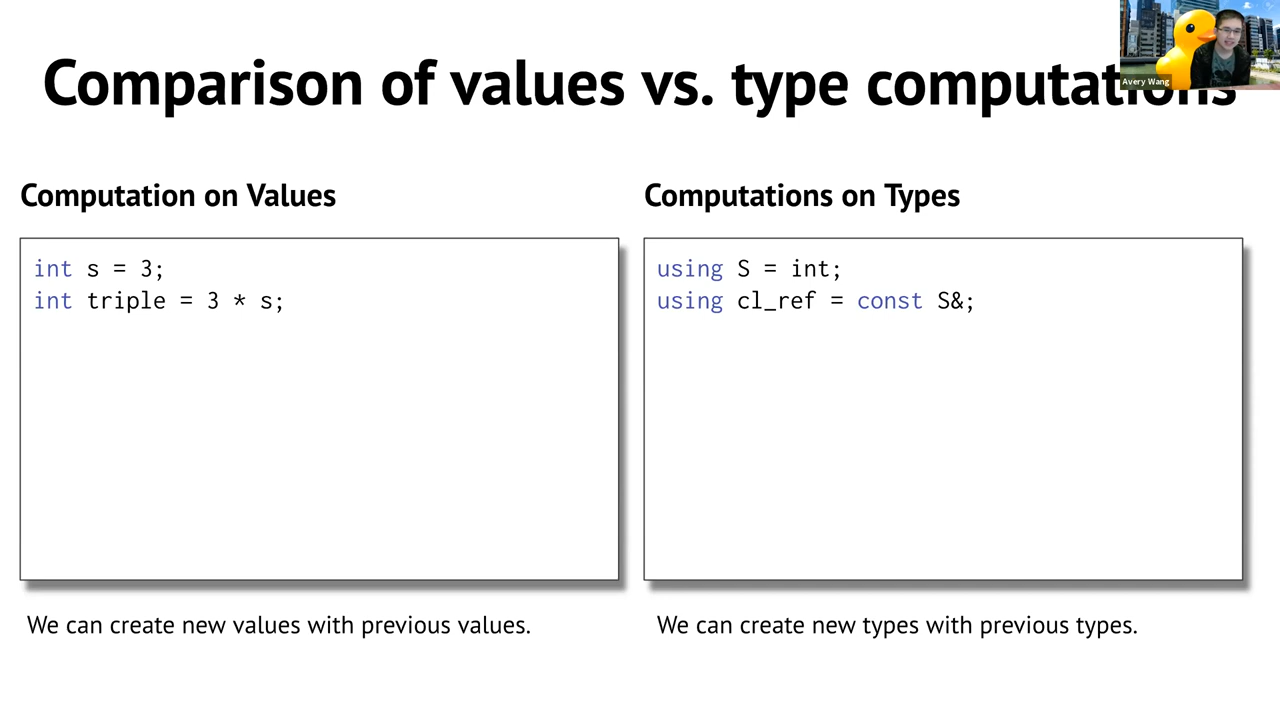 Comparison of values vs. type computations
Avery Wang
Computation on Values
int s = 3;
int triple = 3 * s;
We can create new values with previous values.
Computations on Types
using S = int;
using cl_ref = const S&;
We can create new types with previous types.